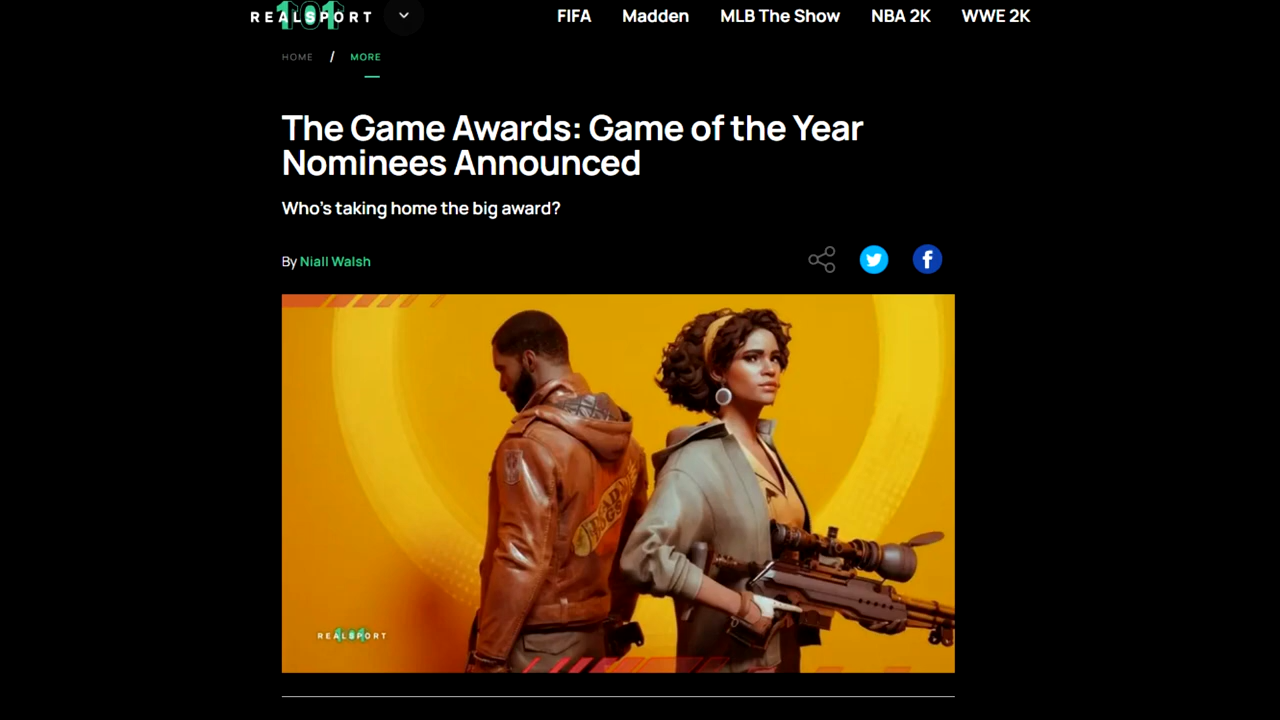 REALSPORT 101
FIFA Madden MLB The Show NBA 2K WWE 2K
HOME / MORE
The Game Awards: Game of the Year
Nominees Announced
Who's taking home the big award?
By Niall Walsh
REALSPORT 101